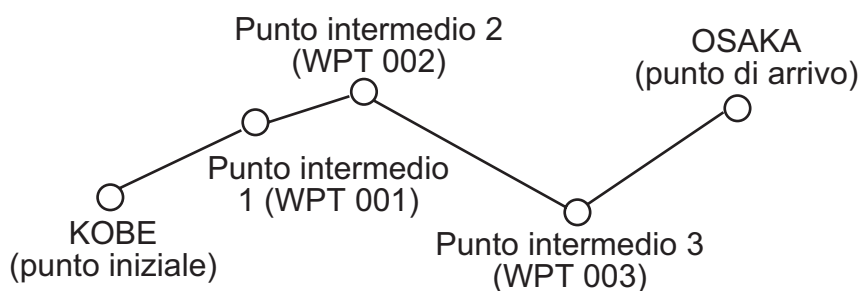 Punto intermedio 2
(WPT 002)
OSAKA
(punto di arrivo)
Punto intermedio
1 (WPT 001)
KOBE
(punto iniziale)
Punto intermedio 3
(WPT 003)